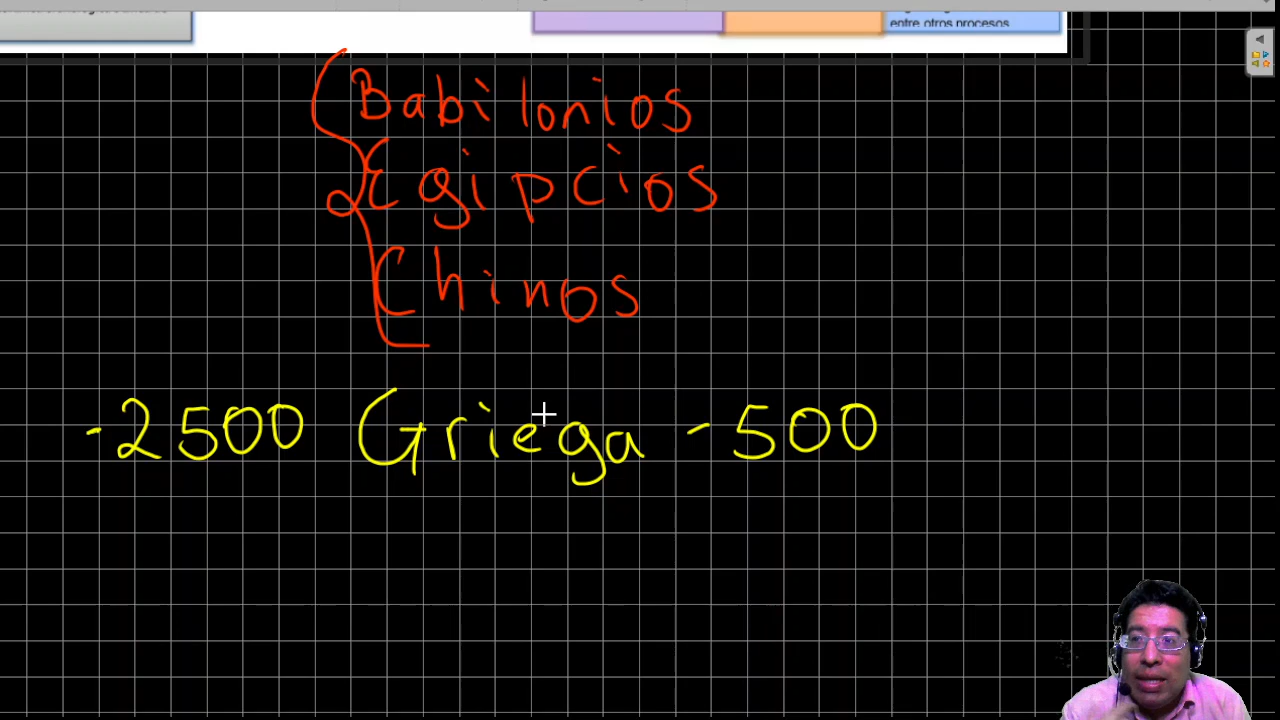 entre otros procesos
Babilonios
Egipcios
Chinos
-2500 Griega -500